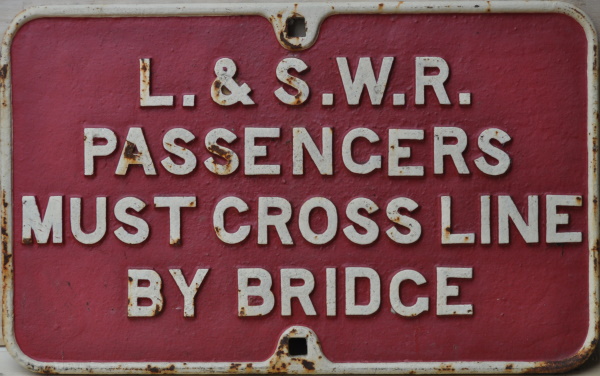 L. & S.W.R.
PASSENGERS
MUST CROSS LINE
BY BRIDGE